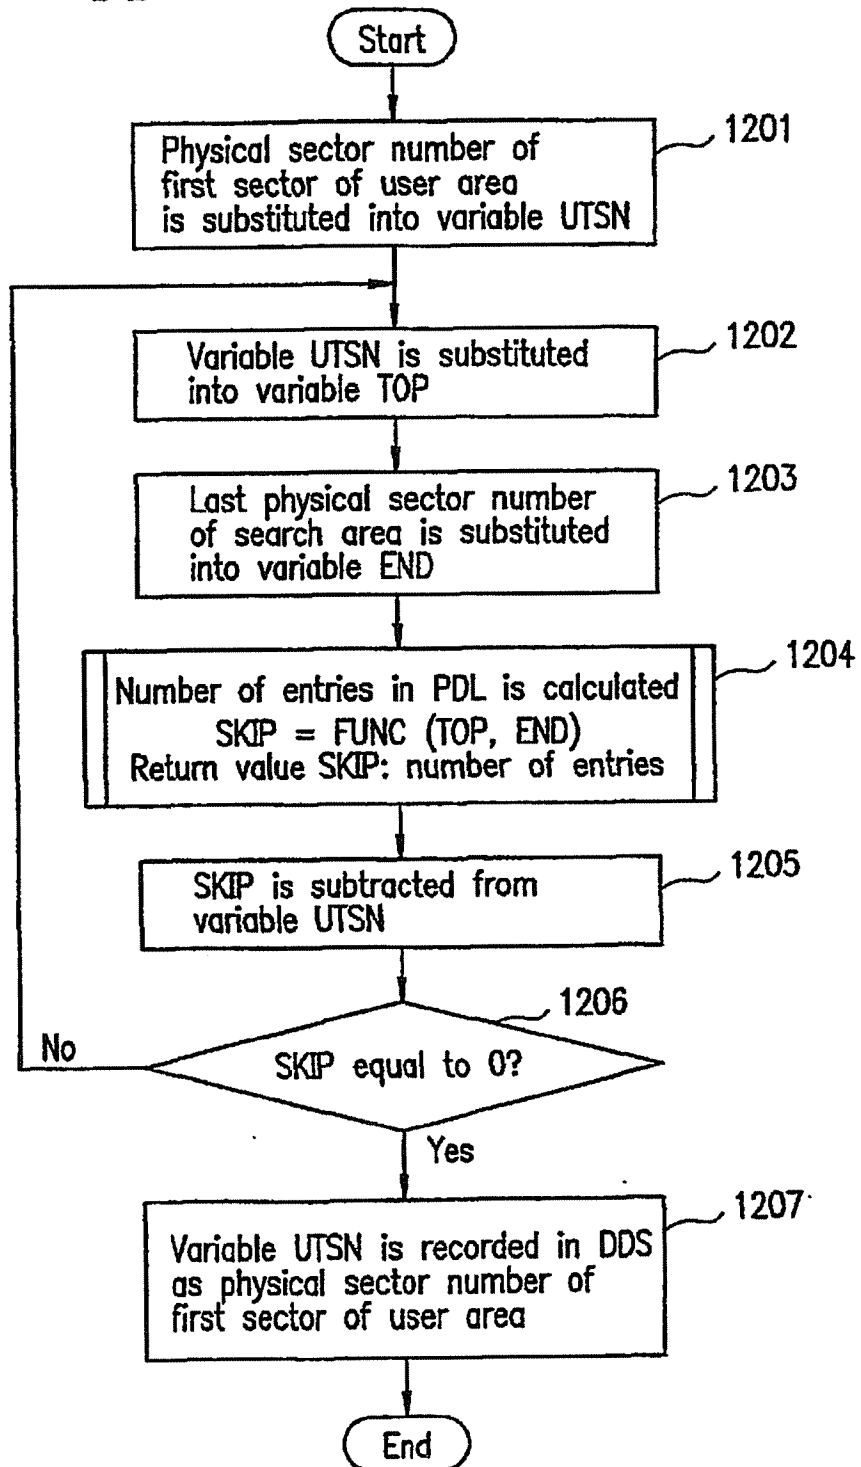 Start
1201
Physical sector number of
first sector of user area
is substituted into variable UTSN
1202
Variable UTSN is substituted
into variable TOP
1203
Last physical sector number
of search area is substituted
into variable END
1204
Number of entries in PDL is calculated
SKIP = FUNC (TOP, END)
Return value SKIP: number of entries
1205
SKIP is subtracted from
variable UTSN
1206
No
SKIP equal to 0?
Yes
1207
Variable UTSN is recorded in DDS
as physical sector number of
first sector of user area
End